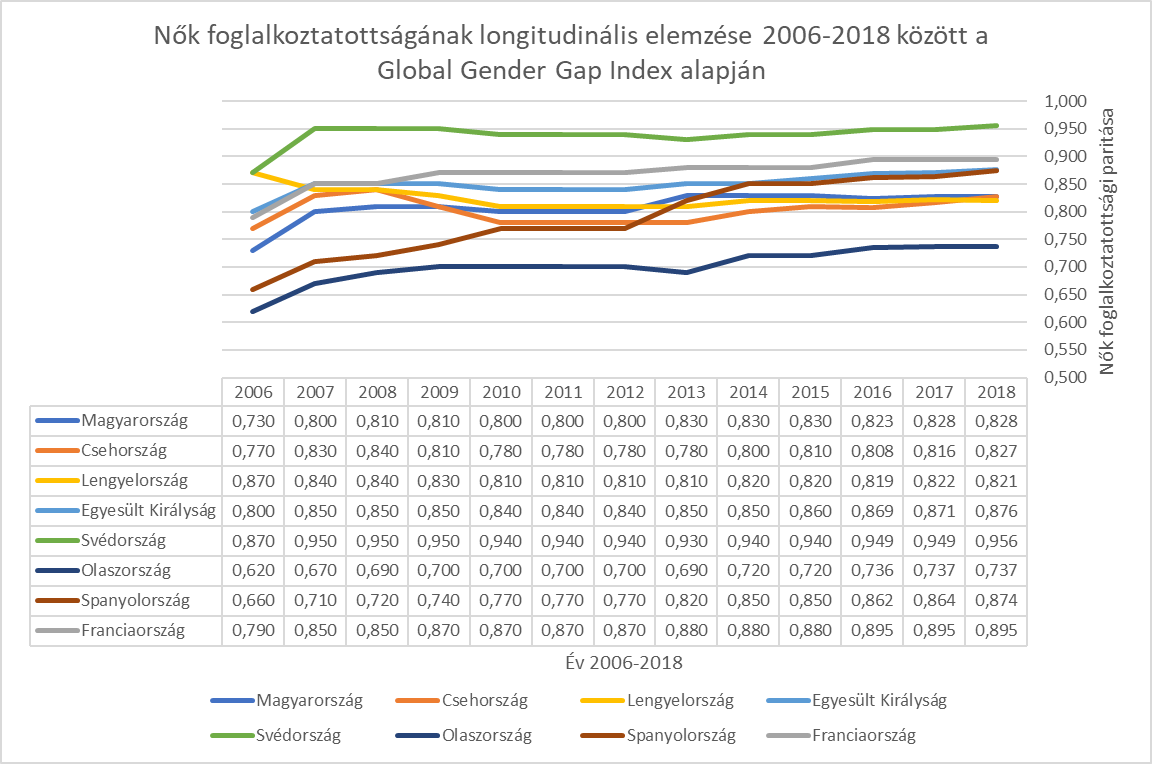 Nők foglalkoztatottságának longitudinális elemzése 2006-2018 között a
Global Gender Gap Index alapján
1,000
0,950
0,900
0,850
0,800
0,750
0,700
0,650
0,600
0,550
0,500
Nők foglalkoztatottsági paritása
2006 2007 2008 2009 2010 2011 2012 2013 2014 2015 2016 2017 2018
Magyarország 0,730 0,800 0,810 0,810 0,800 0,800 0,800 0,830 0,830 0,830 0,823 0,828 0,828
Csehország 0,770 0,830 0,840 0,810 0,780 0,780 0,780 0,780 0,800 0,810 0,808 0,816 0,827
Lengyelország 0,870 0,840 0,840 0,830 0,810 0,810 0,810 0,810 0,820 0,820 0,819 0,822 0,821
Egyesült Királyság 0,800 0,850 0,850 0,850 0,840 0,840 0,840 0,850 0,850 0,860 0,869 0,871 0,876
Svédország 0,870 0,950 0,950 0,950 0,940 0,940 0,940 0,930 0,940 0,940 0,949 0,949 0,956
Olaszország 0,620 0,670 0,690 0,700 0,700 0,700 0,700 0,690 0,720 0,720 0,736 0,737 0,737
Spanyolország 0,660 0,710 0,720 0,740 0,770 0,770 0,770 0,820 0,850 0,850 0,862 0,864 0,874
Franciaország 0,790 0,850 0,850 0,870 0,870 0,870 0,870 0,880 0,880 0,880 0,895 0,895 0,895
Év 2006-2018
Magyarország Csehország Lengyelország Egyesült Királyság
Svédország Olaszország Spanyolország Franciaország